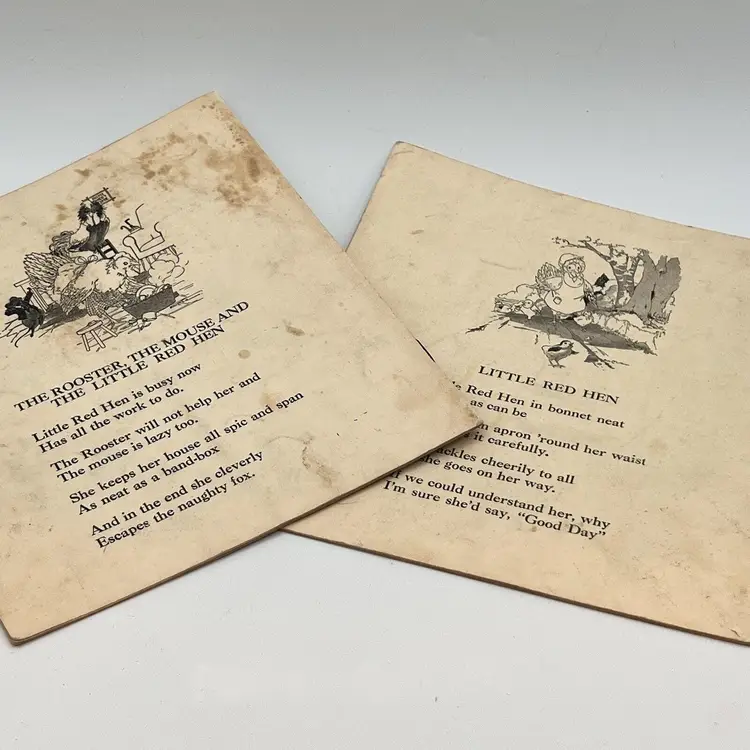 THE ROOSTER, THE MOUSE AND
THE LITTLE RED HEN
Little Red Hen is busy now
Has all the work to do.
The Rooster will not help her and
The mouse is lazy too.
She keeps her house all spic and span
As neat as a band-box
And in the end she cleverly
Escapes the naughty fox.
LITTLE RED HEN
Red Hen in bonnet neat
as can be
apron 'round her waist
it carefully.
cheerily to all
she goes on her way.
If we could understand her, why
I'm sure she'd say, "Good Day"